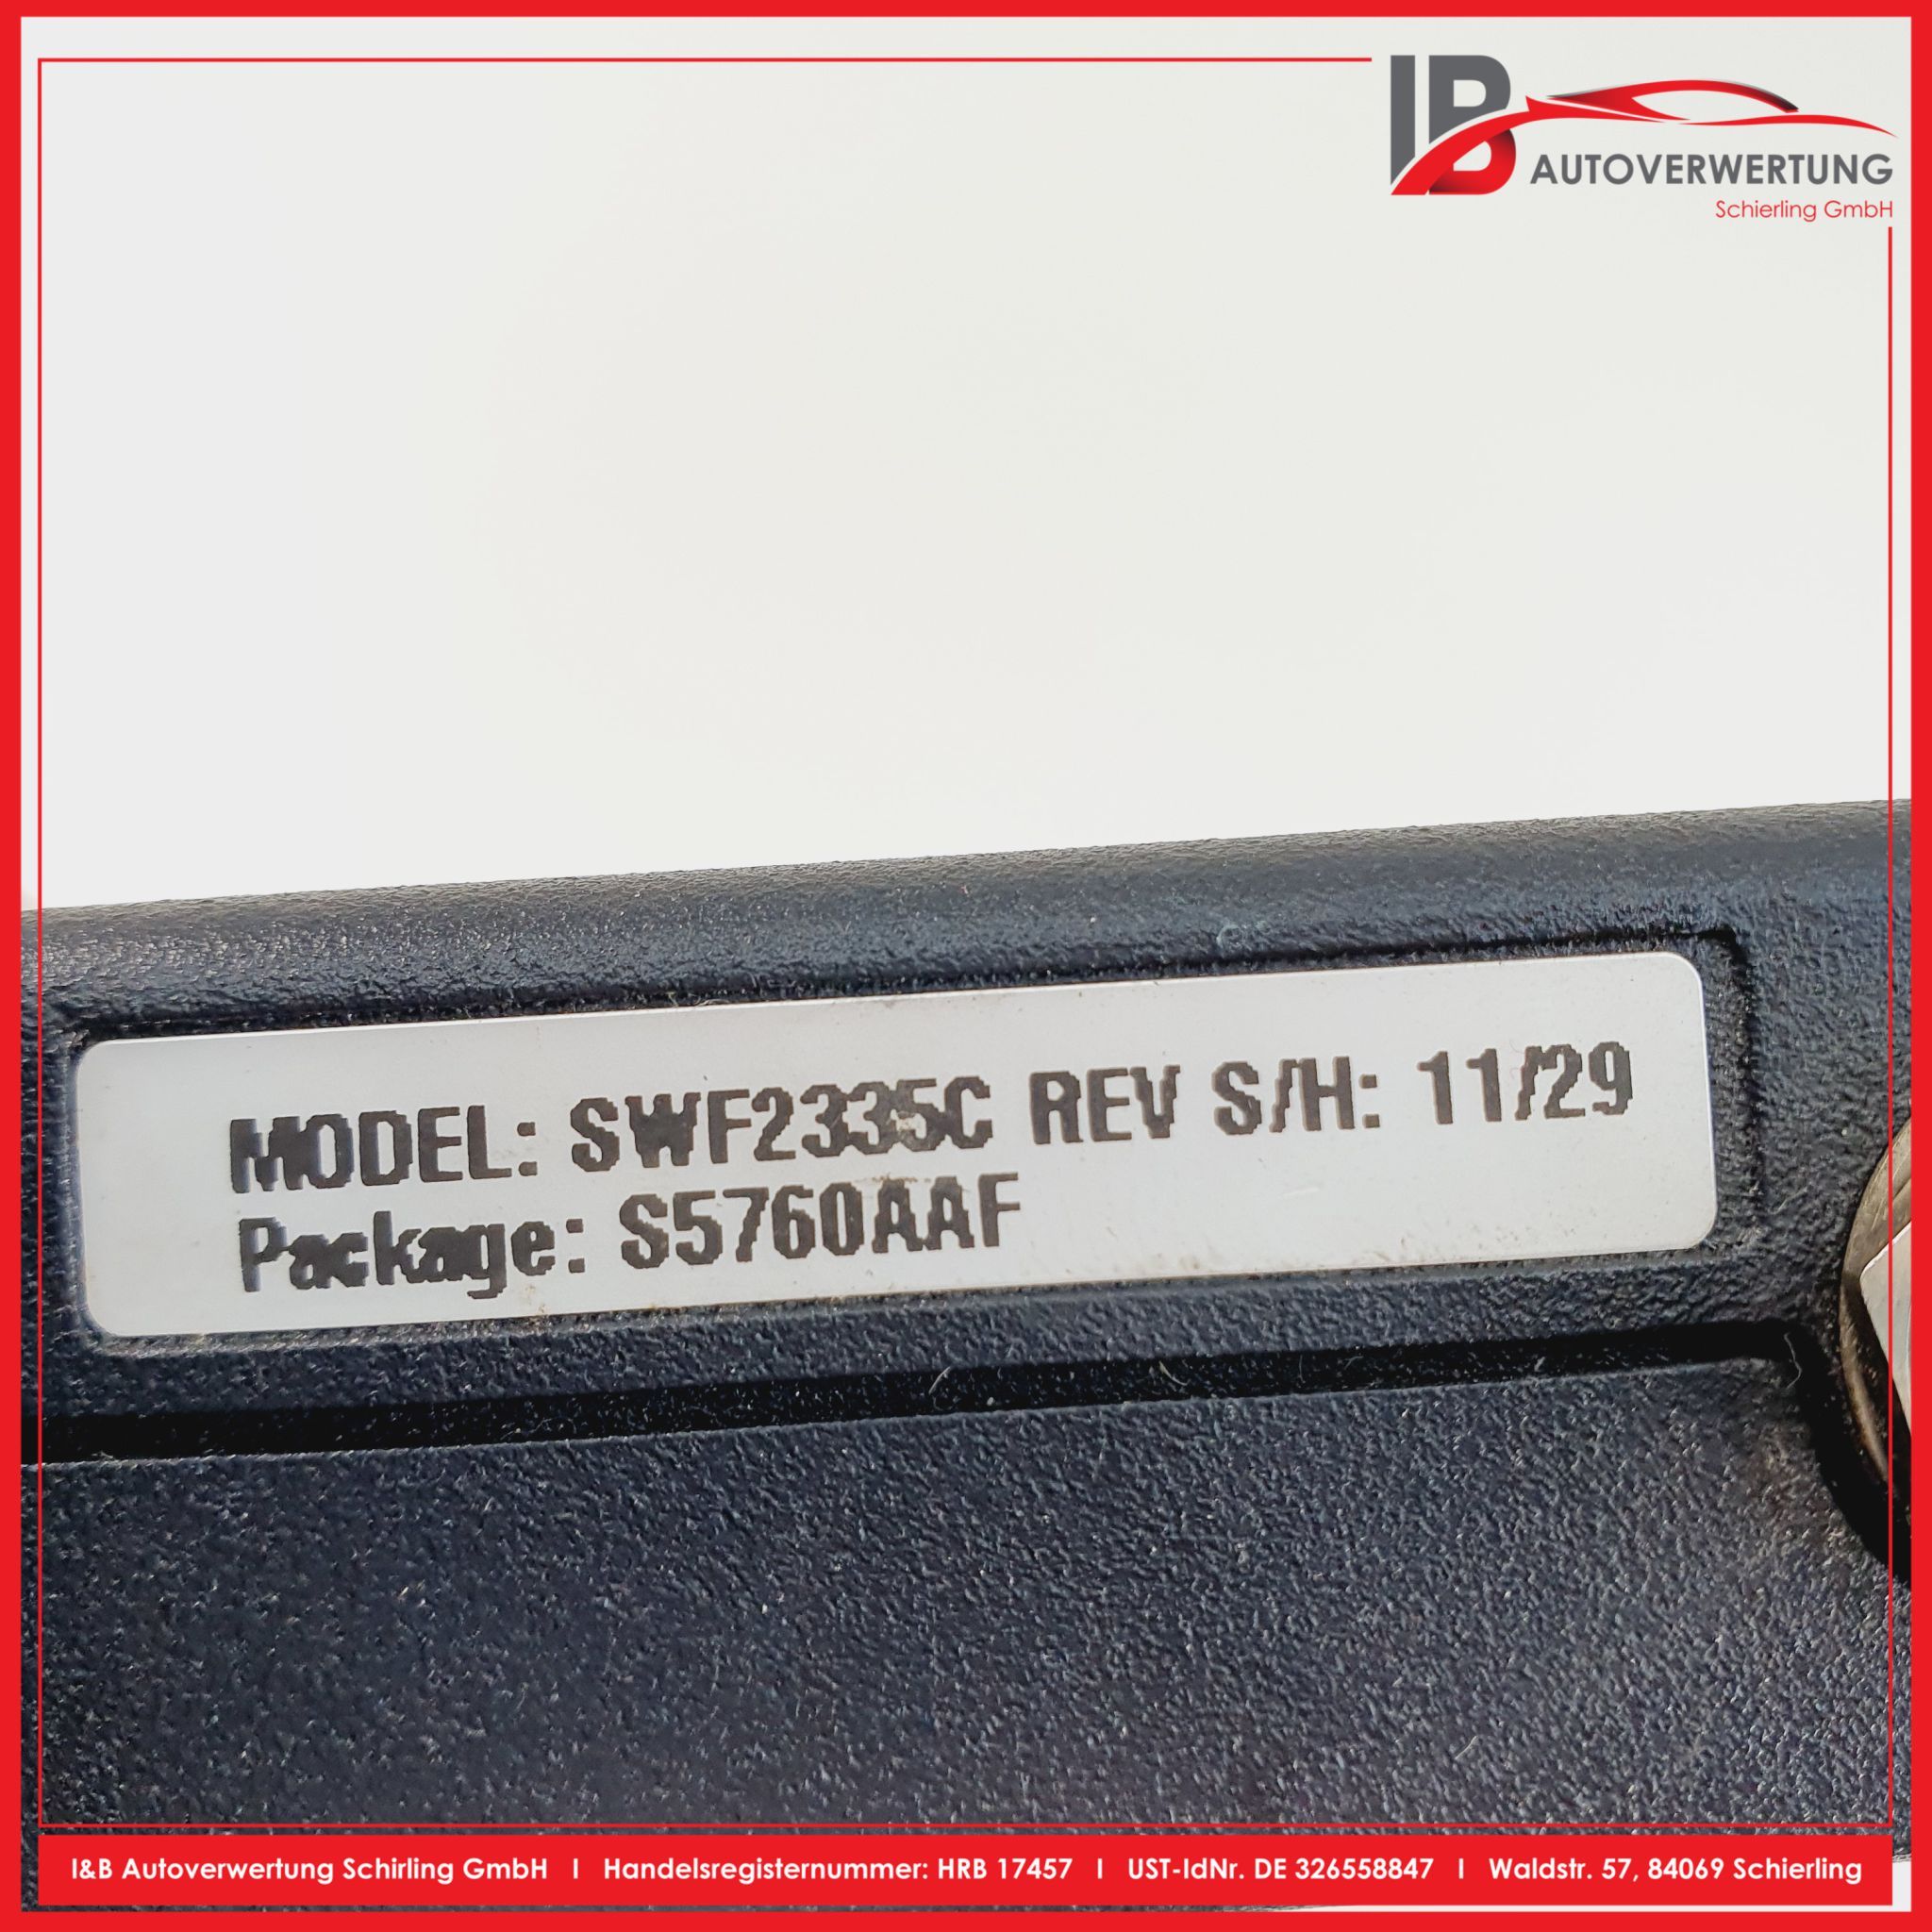 IB AUTOVERWERTUNG
Schierling GmbH
MODEL: SWF2335C REV S/H: 11/29
Package: S5760AAF
I&B Autoverwertung Schirling GmbH I Handelsregisternummer: HRB 17457 I UST-IdNr. DE 326558847 I Waldstr. 57, 84069 Schierling